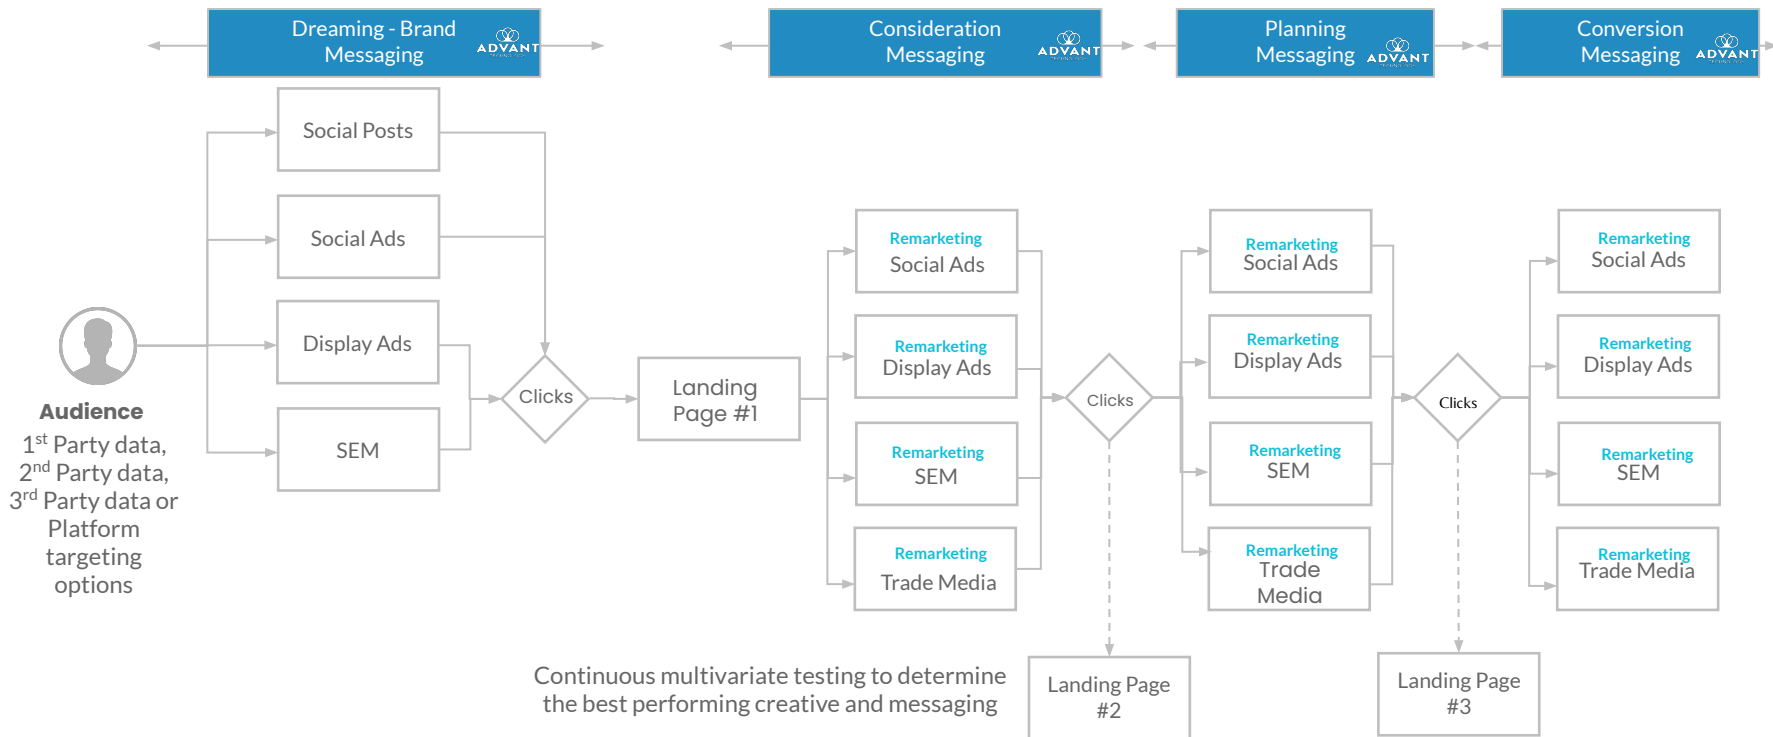 Dreaming - Brand
Messaging
ADVANT
Consideration
Messaging
ADVANT
TECHNOLOGY
Planning
Messaging
ADVANT
TECHNOLOGY
Conversion
Messaging
ADVANT
TECHNOLOGY
Social Posts
Social Ads
Display Ads
SEM
Audience
1st Party data,
2nd Party data,
3rd Party data or
Platform
targeting
options
Clicks
Landing
Page #1
Remarketing
Social Ads
Remarketing
Display Ads
Remarketing
SEM
Remarketing
Trade Media
Clicks
Landing Page
#2
Remarketing
Social Ads
Remarketing
Display Ads
Remarketing
SEM
Remarketing
Trade
Media
Clicks
Landing Page
#3
Remarketing
Social Ads
Remarketing
Display Ads
Remarketing
SEM
Remarketing
Trade Media
Continuous multivariate testing to determine
the best performing creative and messaging